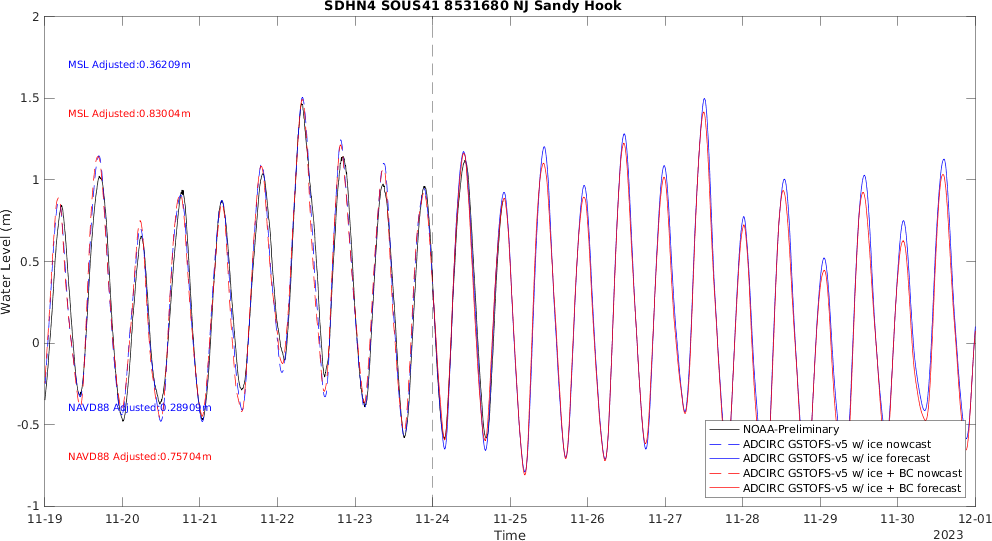 SDHN4 SOUS41 8531680 NJ Sandy Hook
2
1.5
1
0.5
0
-0.5
-1
Water Level (m)
MSL Adjusted:0.36209m
MSL Adjusted:0.83004m
NAVD88 Adjusted:0.28909m
NAVD88 Adjusted:0.75704m
NOAA-Preliminary
ADCIRC GSTOFS-v5 w/ ice nowcast
ADCIRC GSTOFS-v5 w/ ice forecast
ADCIRC GSTOFS-v5 w/ ice + BC nowcast
ADCIRC GSTOFS-v5 w/ ice + BC forecast
11-19 11-20 11-21 11-22 11-23 11-24 11-25 11-26 11-27 11-28 11-29 11-30 12-01
Time
2023